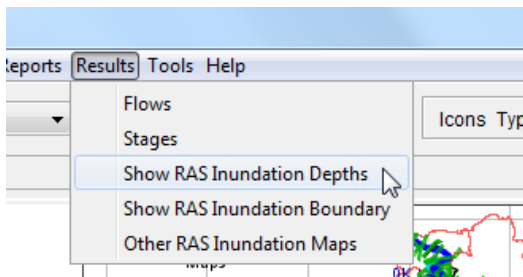 Reports Results Tools Help
Flows
Icons Typ
Stages
Show RAS Inundation Depths
Show RAS Inundation Boundary
Other RAS Inundation Maps
Maps